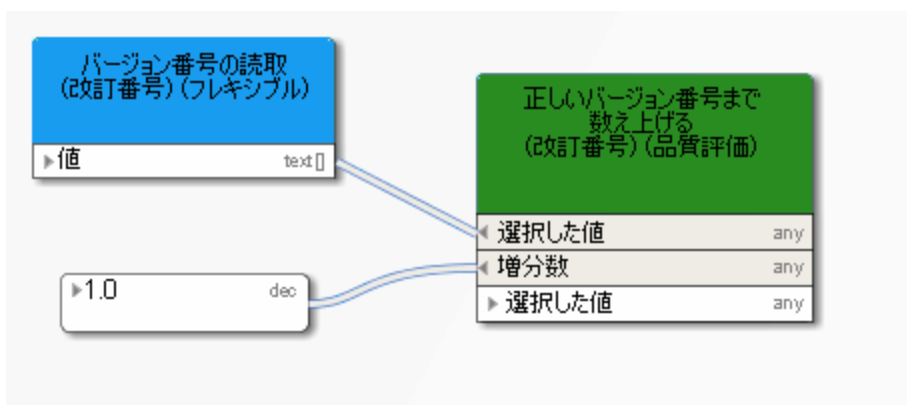 バージョン番号の読取
(改訂番号) (フレキシブル)
値 text []
1.0 dec
正しいバージョン番号まで
数え上げる
(改訂番号) (品質評価)
選択した値 any
増分数 any
選択した値 any